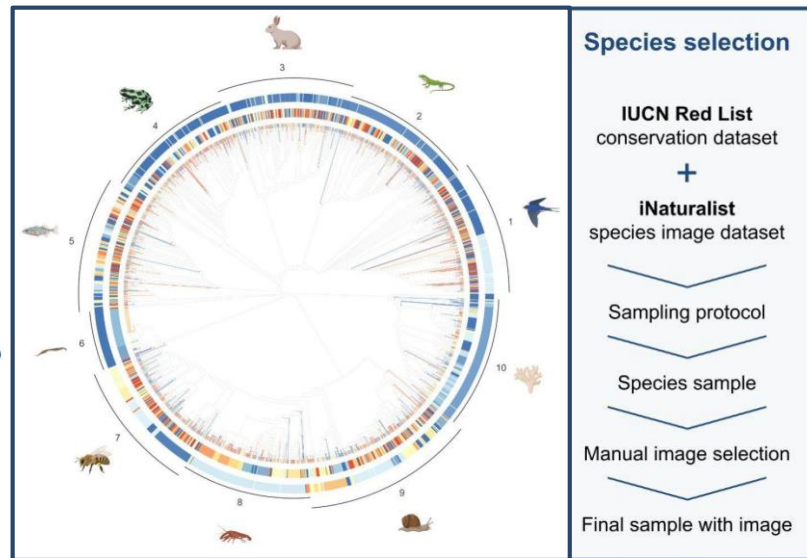 3
2
4
1
5
6
10
7
9
8
Species selection
IUCN Red List
conservation dataset
+
iNaturalist
species image dataset
Sampling protocol
Species sample
Manual image selection
Final sample with image